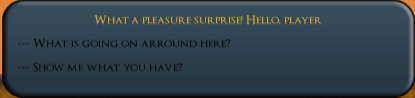 What a pleasure surprise! Hello, player
--- What is going on arround here?
--- Show me what you have?